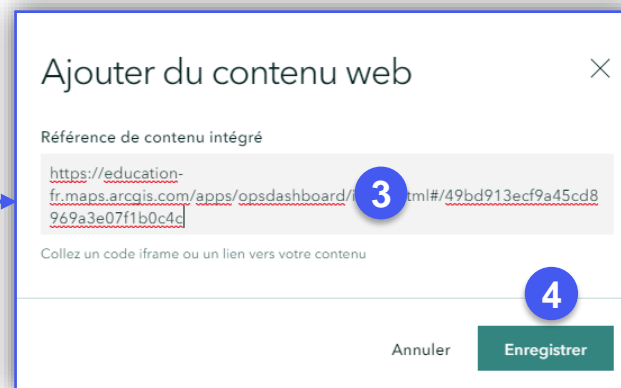 Ajouter du contenu web
Référence de contenu intégré
https://education-
fr.maps.arcgis.com/apps/opsdashboard/i 3 tml#/49bd913ecf9a45cd8
969a3e07f1b0c4c
Collez un code iframe ou un lien vers votre contenu
4
Annuler Enregistrer